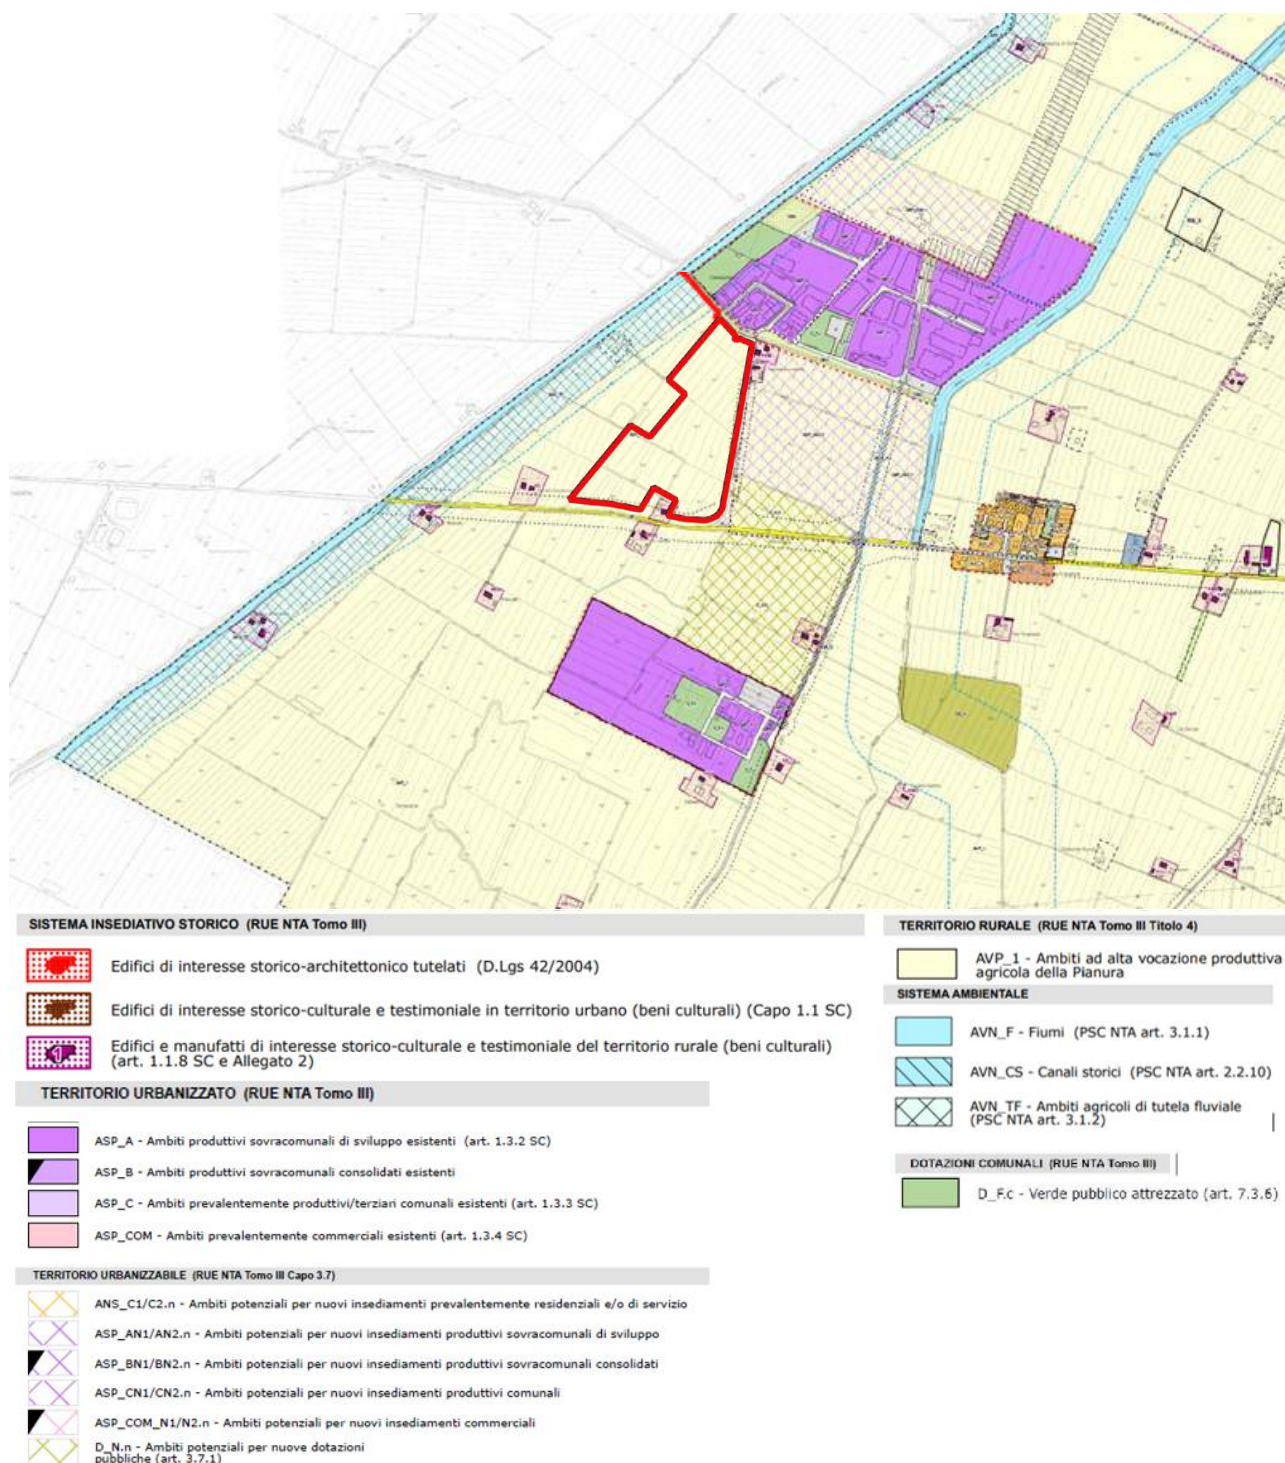 SISTEMA INSEDIATIVO STORICO (RUE NTA Tomo III)
Edifici di interesse storico-architettonico tutelati (D.Lgs 42/2004)
Edifici di interesse storico-culturale e testimoniale in territorio urbano (beni culturali) (Capo 1.1 SC)
1
Edifici e manufatti di interesse storico-culturale e testimoniale del territorio rurale (beni culturali)
(art. 1.1.8 SC e Allegato 2)
TERRITORIO URBANIZZATO (RUE NTA Tomo III)
ASP_A - Ambiti produttivi sovracomunali di sviluppo esistenti (art. 1.3.2 SC)
ASP_B - Ambiti produttivi sovracomunali consolidati esistenti
ASP_C - Ambiti prevalentemente produttivi/terziari comunali esistenti (art. 1.3.3 SC)
ASP_COM - Ambiti prevalentemente commerciali esistenti (art. 1.3.4 SC)
TERRITORIO URBANIZZABILE (RUE NTA Tomo III Capo 3.7)
ANS_C1/C2.n - Ambiti potenziali per nuovi insediamenti prevalentemente residenziali e/o di servizio
ASP_AN1/AN2.n - Ambiti potenziali per nuovi insediamenti produttivi sovracomunali di sviluppo
ASP_BN1/BN2.n - Ambiti potenziali per nuovi insediamenti produttivi sovracomunali consolidati
ASP_CN1/CN2.n - Ambiti potenziali per nuovi insediamenti produttivi comunali
ASP_COM_N1/N2.n - Ambiti potenziali per nuovi insediamenti commerciali
D_N.n - Ambiti potenziali per nuove dotazioni
pubbliche (art. 3.7.1)
TERRITORIO RURALE (RUE NTA Tomo III Titolo 4)
AVP_1 - Ambiti ad alta vocazione produttiva
agricola della Pianura
SISTEMA AMBIENTALE
AVN_F - Fiumi (PSC NTA art. 3.1.1)
AVN_CS - Canali storici (PSC NTA art. 2.2.10)
AVN_TF - Ambiti agricoli di tutela fluviale
(PSC NTA art. 3.1.2)
DOTAZIONI COMUNALI (RUE NTA Tomo III)
D_F.c - Verde pubblico attrezzato (art. 7.3.6)